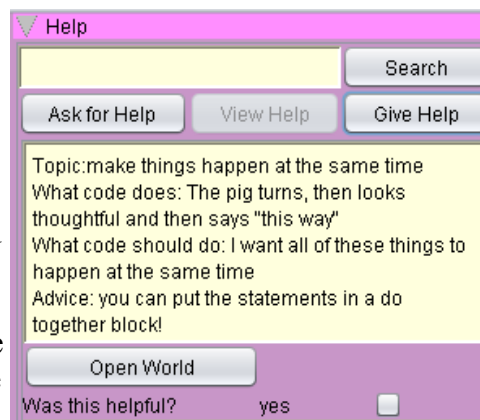 Help
Search
Ask for Help View Help Give Help
Topic:make things happen at the same time
What code does: The pig turns, then looks
thoughtful and then says "this way"
What code should do: I want all of these things to
happen at the same time
Advice: you can put the statements in a do
together block!
Open World
Was this helpful? yes